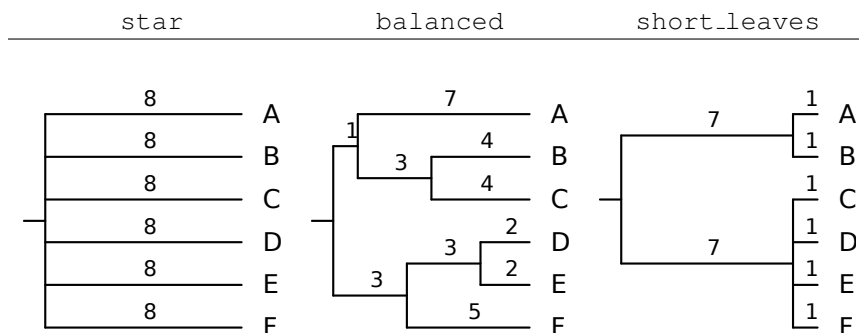 star balanced short_leaves
8 A
8 B
8 C
8 D
8 E
8 F
1
7 A
3
4 B
4 C
3
3
2 D
2 E
5 F
7
1 A
1 B
7
1 C
1 D
1 E
1 F